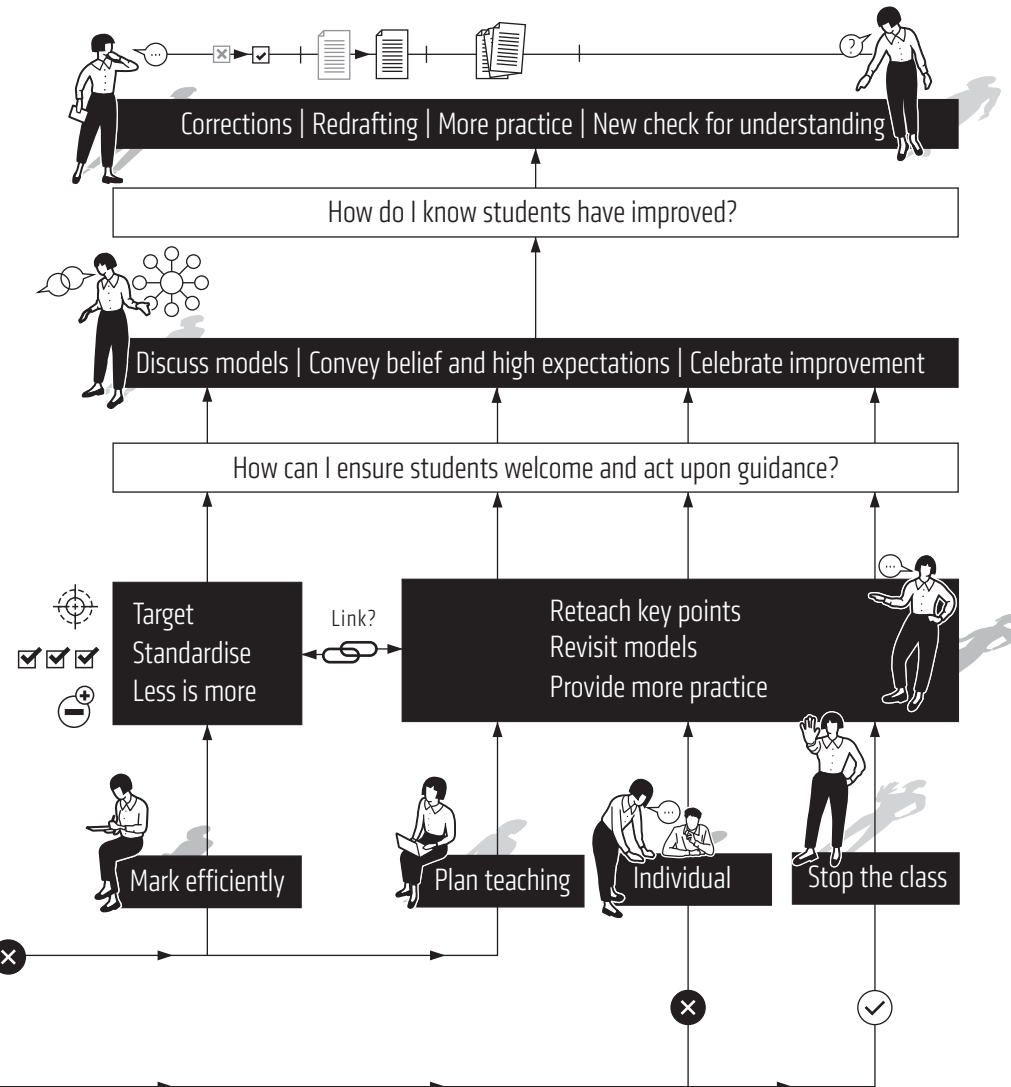 ...
?
Corrections | Redrafting | More practice | New check for understanding
How do I know students have improved?
Discuss models | Convey belief and high expectations | Celebrate improvement
How can I ensure students welcome and act upon guidance?
...
Target
Standardise
Less is more
Link?
Reteach key points
Revisit models
Provide more practice
...
Mark efficiently
Plan teaching
Individual
Stop the class